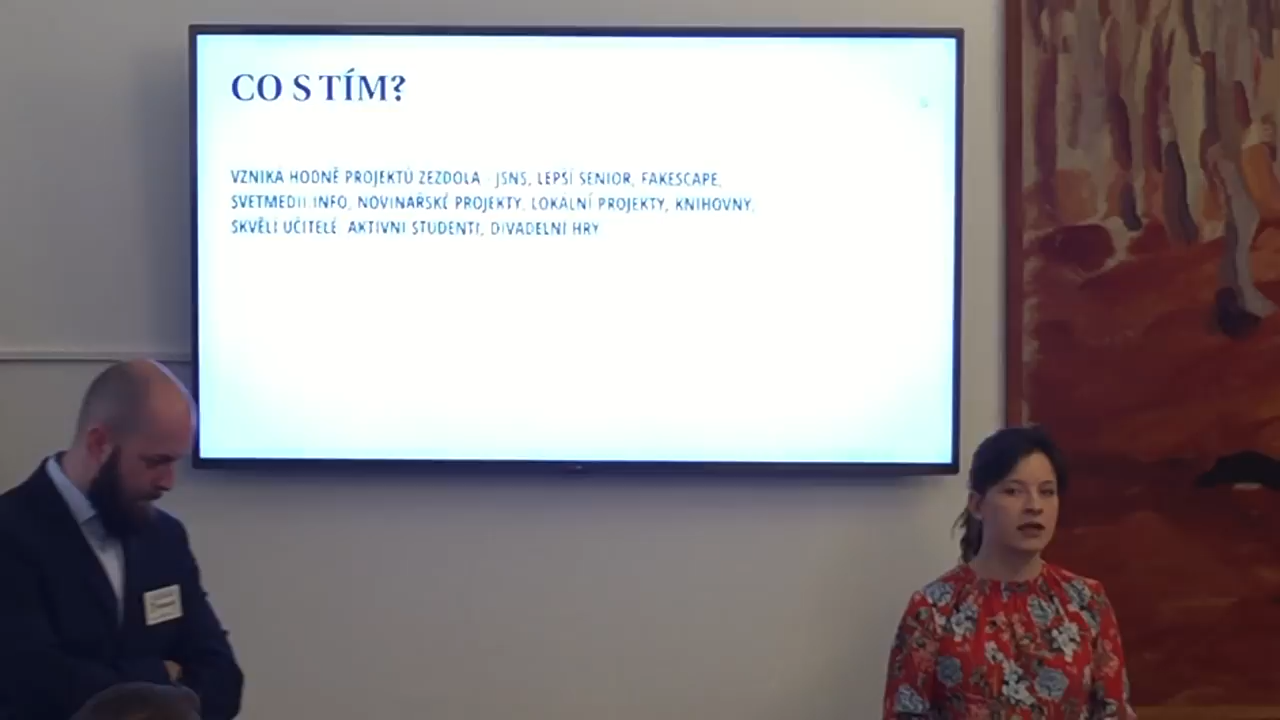 CO S TÍM?
VZNIKÁ HODNĚ PROJEKTŮ ZEZDOLA JSNS, LEPŠÍ SENIOR, FAKESCAPE,
SVETMEDII INFO, NOVINÁŘSKÉ PROJEKTY, LOKÁLNÍ PROJEKTY, KNIHOVNY,
SKVĚLÍ UČITELÉ AKTIVNÍ STUDENTI, DIVADELNÍ HRY